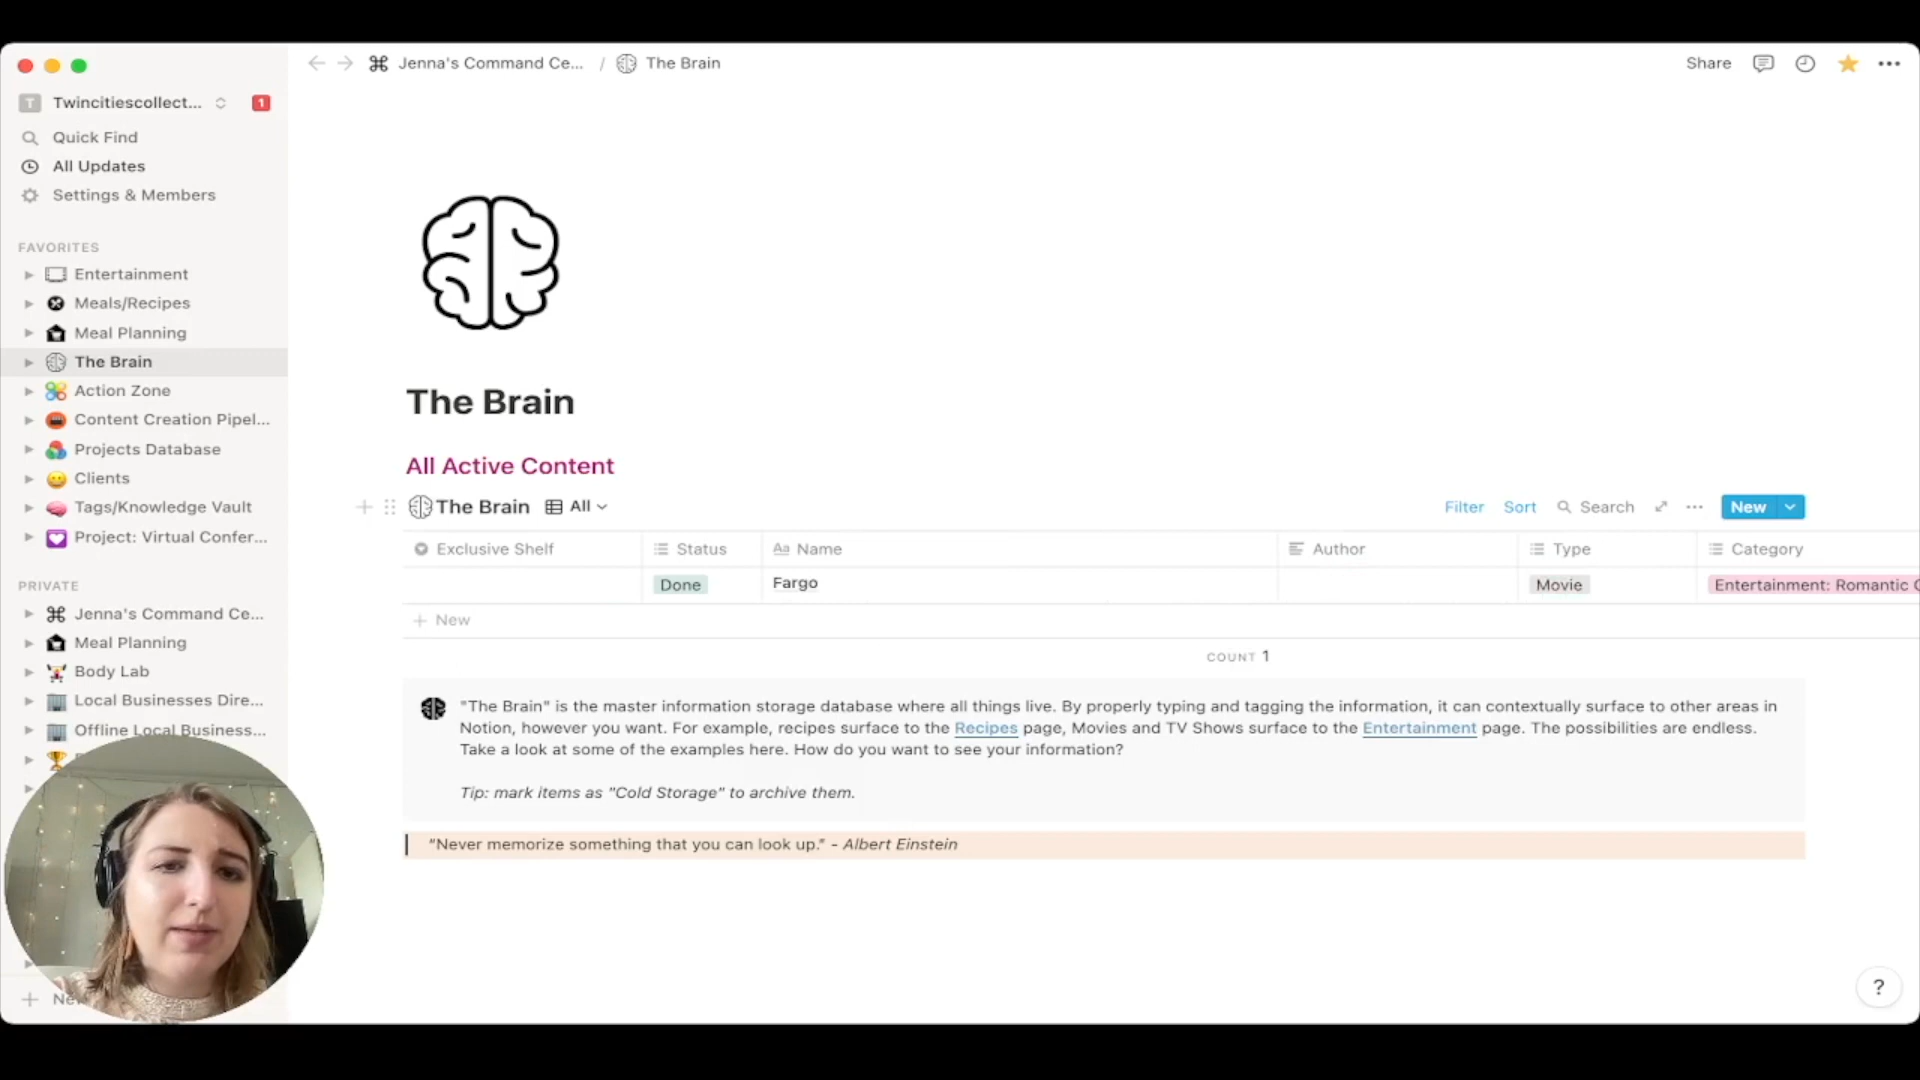 Jenna's Command Ce... / The Brain
Share
T Twincitiescollect... 1
Quick Find
All Updates
Settings & Members
FAVORITES
Entertainment
Meals/Recipes
Meal Planning
The Brain
Action Zone
Content Creation Pipel...
Projects Database
Clients
Tags/Knowledge Vault
Project: Virtual Confer...
PRIVATE
Jenna's Command Ce...
Meal Planning
Body Lab
Local Businesses Dire...
Offline Local Business...
The Brain
All Active Content
The Brain All
Filter Sort Search New
Exclusive Shelf Status Aa Name Author Type Category
Done Fargo Movie Entertainment: Romantic
+ New
COUNT 1
"The Brain" is the master information storage database where all things live. By properly typing and tagging the information, it can contextually surface to other areas in
Notion, however you want. For example, recipes surface to the Recipes page, Movies and TV Shows surface to the Entertainment page. The possibilities are endless.
Take a look at some of the examples here. How do you want to see your information?
Tip: mark items as "Cold Storage" to archive them.
"Never memorize something that you can look up." - Albert Einstein
?